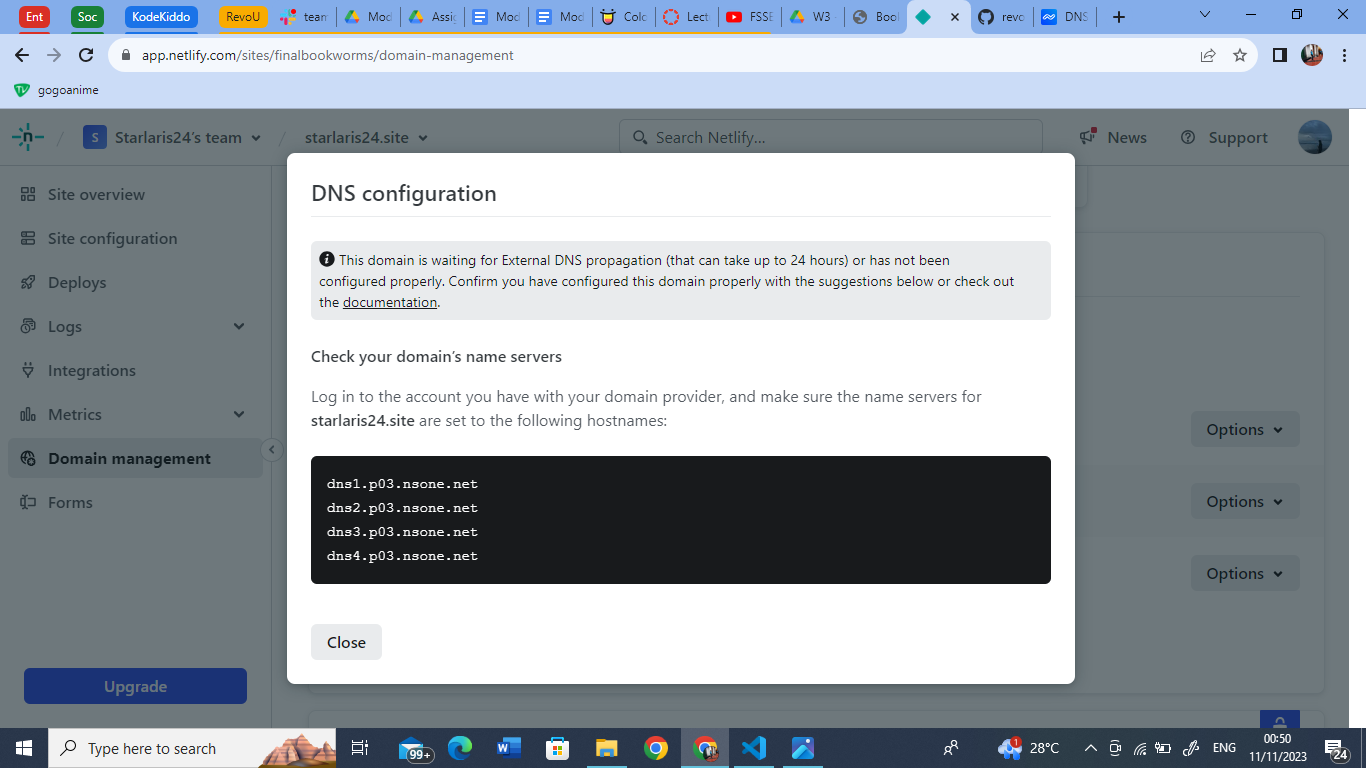 Ent
Soc
KodeKiddo
RevoU
team
Mod
Assig
Mod
Mod
Colo
Lect
FSSE
W3
Boo
revo
DNS
app.netlify.com/sites/finalbookworms/domain-management
gogoanime
S
Starlaris24's team
starlaris24.site
Search Netlify...
News
Support
Site overview
Site configuration
Deploys
Logs
Integrations
Metrics
Domain management
Forms
Upgrade
DNS configuration
This domain is waiting for External DNS propagation (that can take up to 24 hours) or has not been
configured properly. Confirm you have configured this domain properly with the suggestions below or check out
the documentation.
Check your domain's name servers
Log in to the account you have with your domain provider, and make sure the name servers for
starlaris24.site are set to the following hostnames:
dns1.p03.nsone.net
dns2.p03.nsone.net
dns3.p03.nsone.net
dns4.p03.nsone.net
Close
Options
Options
Options
Type here to search
99+
1
28°C
ENG
00:50
11/11/2023
24